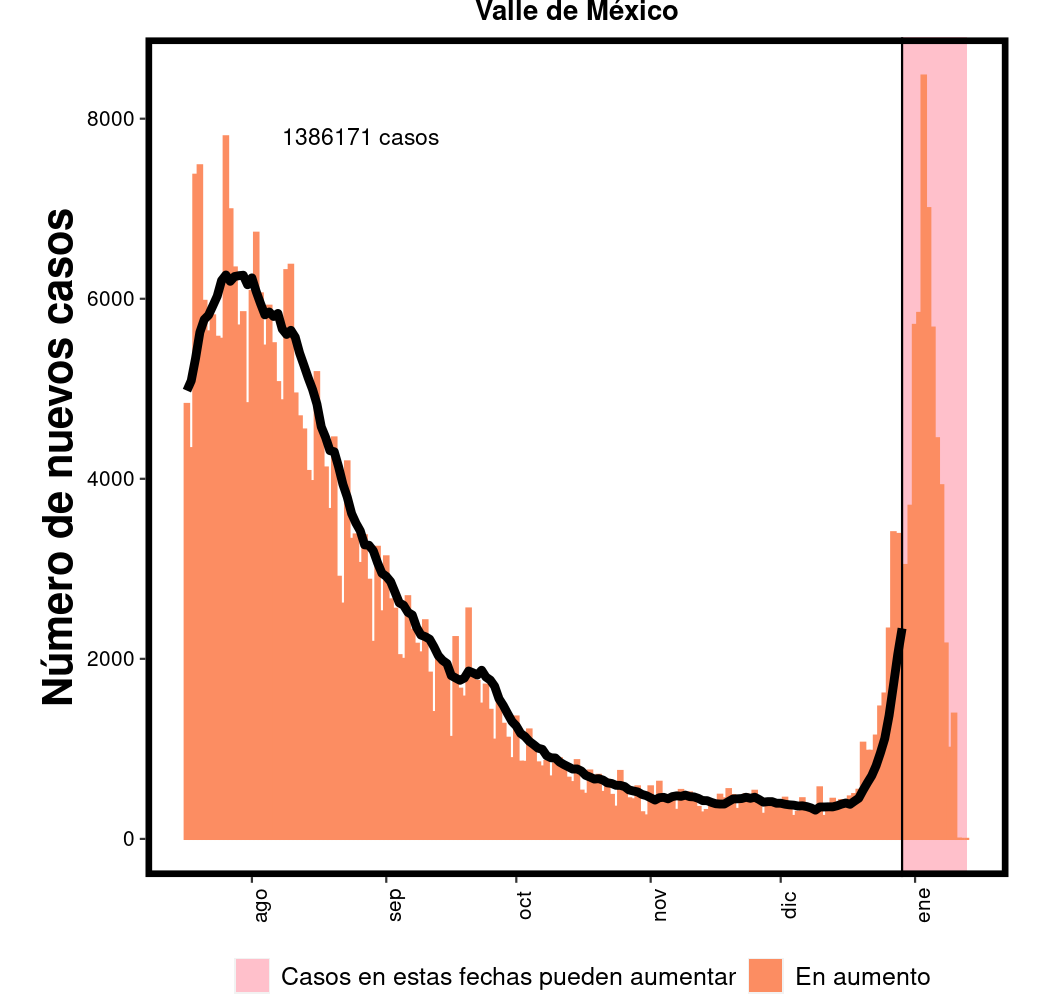 Valle de México
1386171 casos
Número de nuevos casos
8000
6000
4000
2000
0
ago
sep
oct
nov
dic
ene
Casos en estas fechas pueden aumentar
En aumento